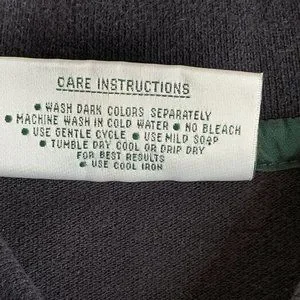 CARE INSTRUCTIONS
• WASH DARK COLORS SEPARATELY
• MACHINE WASH IN COLD WATER • NO BLEACH
• USE GENTLE CYCLE • USE MILD SOAP
• TUMBLE DRY COOL OR DRIP DRY
FOR BEST RESULTS
• USE COOL IRON